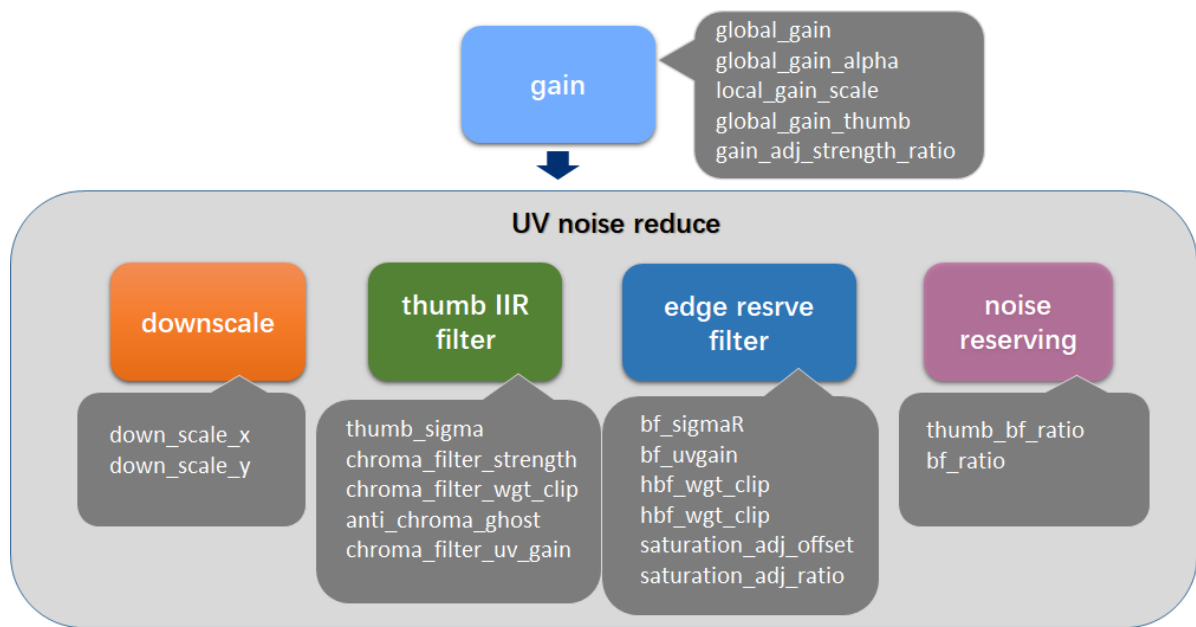 gain
global_gain
global_gain_alpha
local_gain_scale
global_gain_thumb
gain_adj_strength_ratio
UV noise reduce
downscale
down_scale_x
down_scale_y
thumb IIR
filter
thumb_sigma
chroma_filter_strength
chroma_filter_wgt_clip
anti_chroma_ghost
chroma_filter_uv_gain
edge resrve
filter
bf_sigmaR
bf_uvgain
hbf_wgt_clip
hbf_wgt_clip
saturation_adj_offset
saturation_adj_ratio
noise
reserving
thumb_bf_ratio
bf_ratio